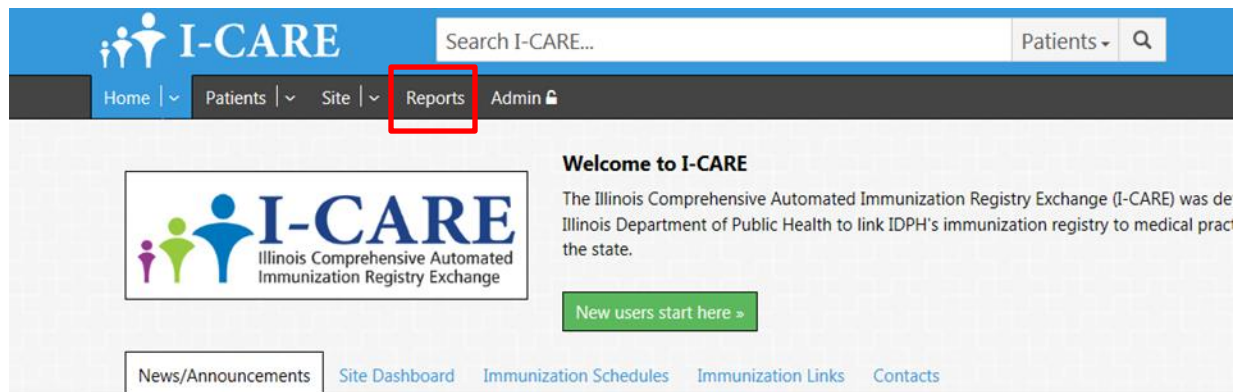 I-CARE
Search I-CARE...
Patients
Home Patients Site Reports Admin
Welcome to I-CARE
The Illinois Comprehensive Automated Immunization Registry Exchange (I-CARE) was de
Illinois Department of Public Health to link IDPH's immunization registry to medical prac
the state.
I-CARE
Illinois Comprehensive Automated
Immunization Registry Exchange
New users start here »
News/Announcements Site Dashboard Immunization Schedules Immunization Links Contacts